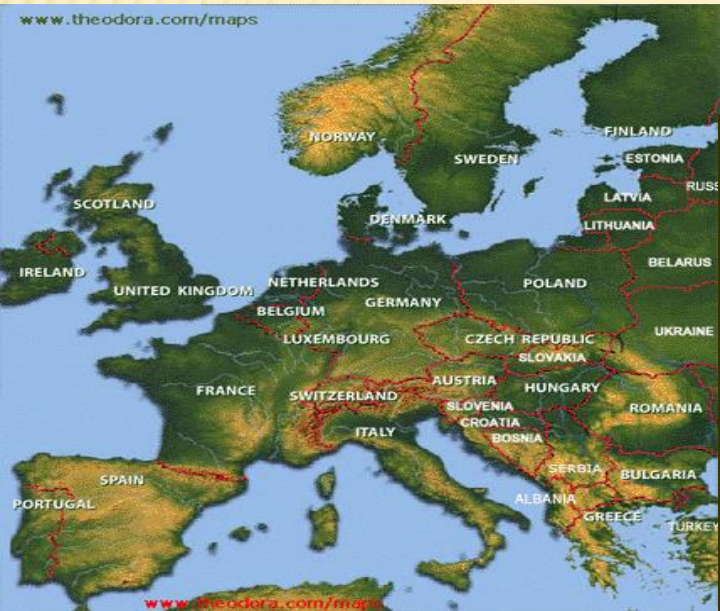 www.theodora.com/maps
NORWAY
FINLAND
SWEDEN
ESTONIA
RUSS
SCOTLAND
LATVIA
DENMARK
LITHUANIA
IRELAND
BELARUS
NETHERLANDS
UNITED KINGDOM
POLAND
GERMANY
BELGIUM
UKRAINE
LUXEMBOURG
CZECH REPUBLIC
SLOVAKIA
AUSTRIA
FRANCE
HUNGARY
SWITZERLAND
SLOVENIA
ROMANIA
CROATIA
ITALY
BOSNIA
SERBIA
BULGARIA
SPAIN
ALBANIA
PORTUGAL
GREECE
TURKEY
www.theodora.com/maps